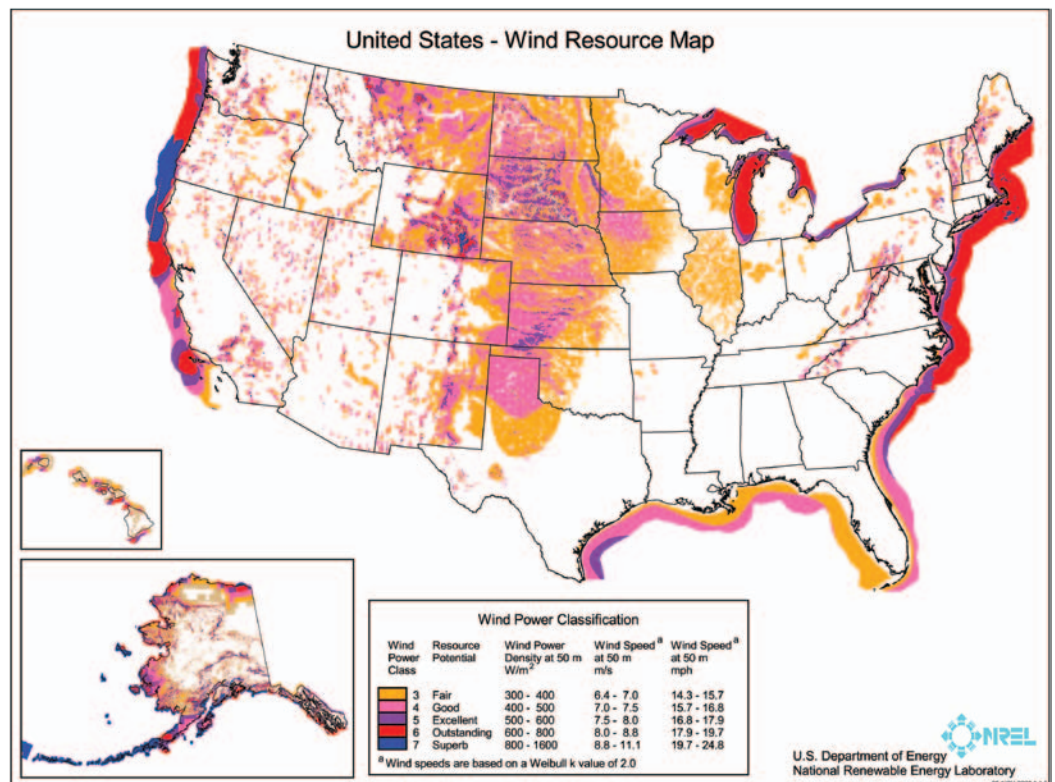 United States - Wind Resource Map
Wind Power Classification
Wind Power Class Resource Potential Wind Power Density at 50 m W/m2 Wind Speed a at 50 m m/s Wind Speed a at 50 m mph
3 Fair 300 - 400 6.4 - 7.0 14.3 - 15.7
4 Good 400 - 500 7.0 - 7.5 15.7 - 16.8
5 Excellent 500 - 600 7.5 - 8.0 16.8 - 17.9
6 Outstanding 600 - 800 8.0 - 8.8 17.9 - 19.7
7 Superb 800 - 1600 8.8 - 11.1 19.7 - 24.8
a Wind speeds are based on a Weibull k value of 2.0
NREL
U.S. Department of Energy
National Renewable Energy Laboratory